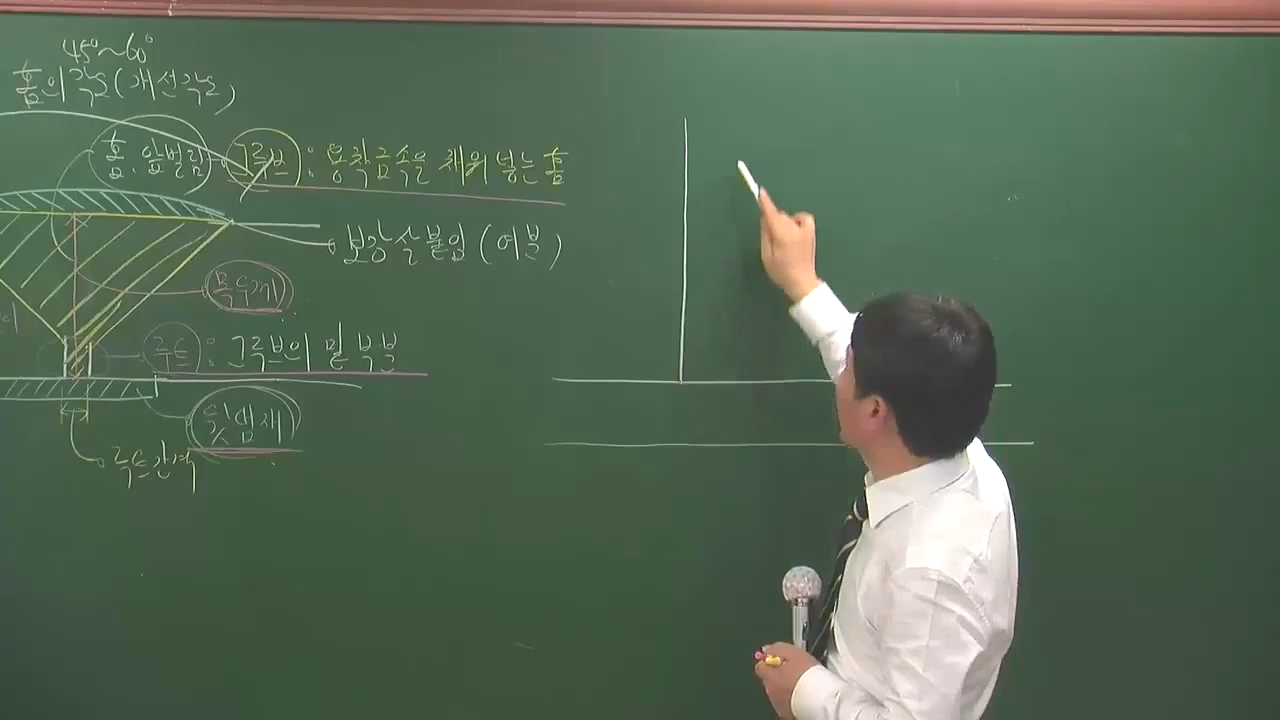 45°~60°
홈의 각도(개선각도)
홈, 앞벌림 그루브 : 용착금속을 채워 넣는 홈
보강살붙임 (여분)
목두께
루트 : 그루브의 밑 부분
뒷댐재
루트간격